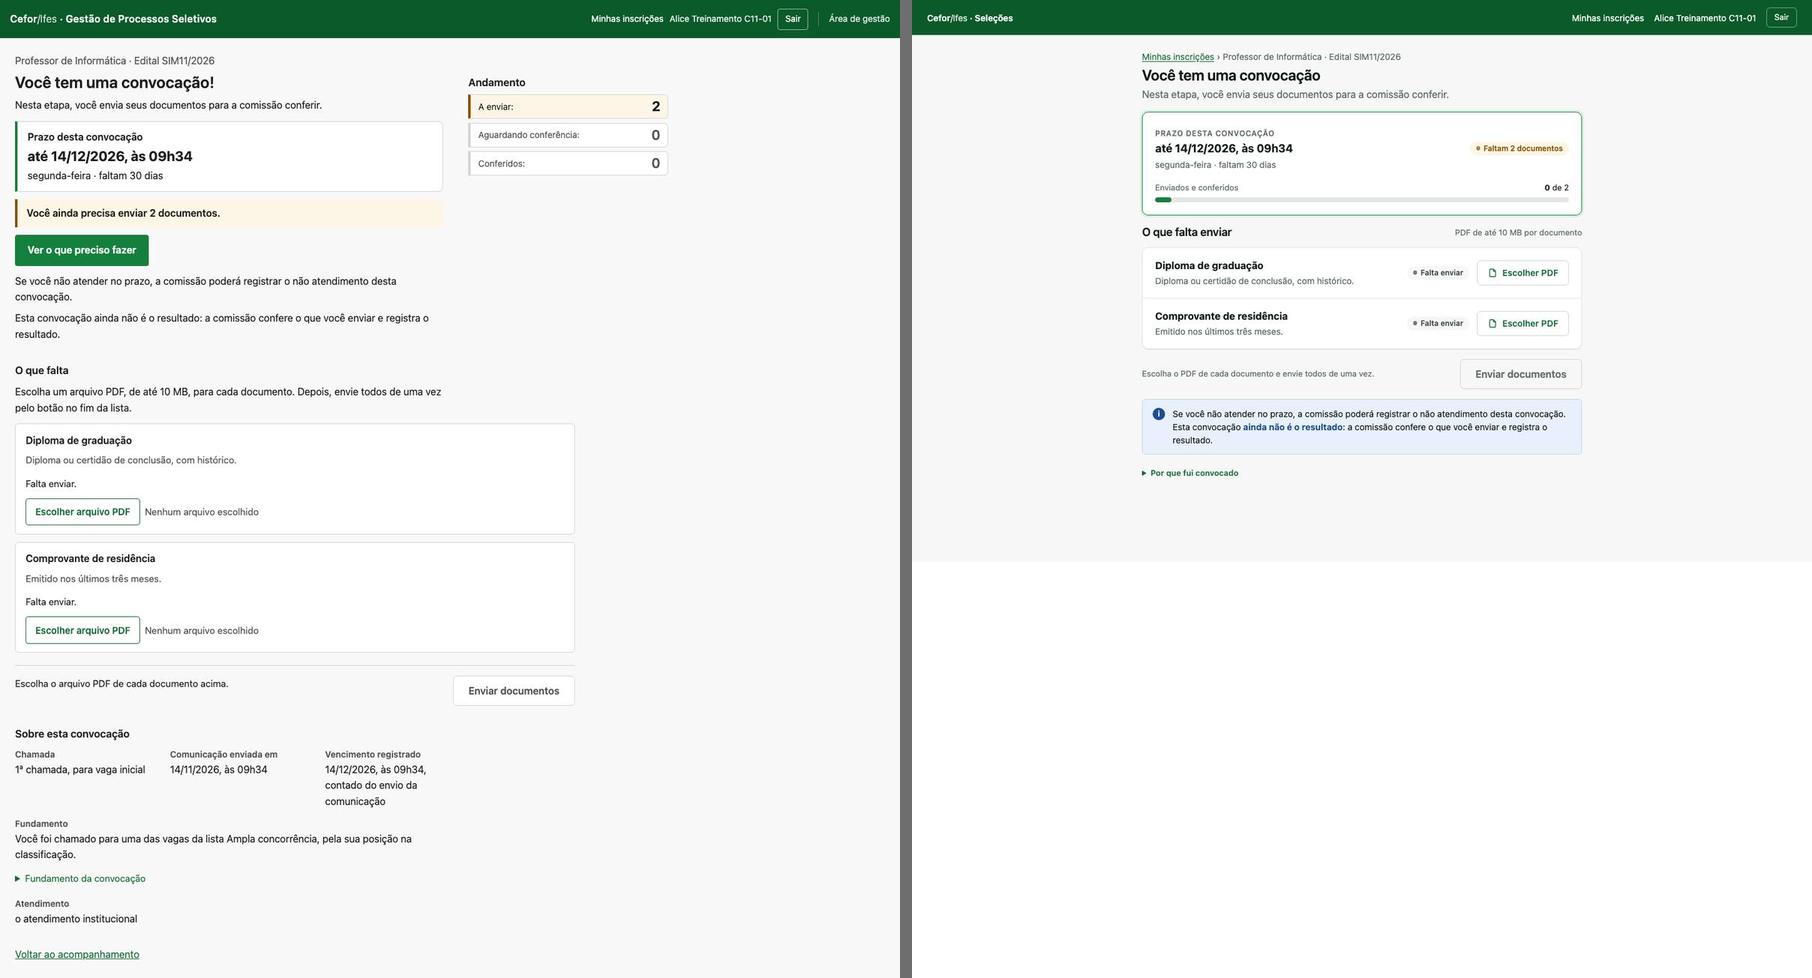 Cefor/Ifes · Gestão de Processos Seletivos
Minhas inscrições Alice Treinamento C11-01 Sair Área de gestão
Professor de Informática · Edital SIM11/2026
Você tem uma convocação!
Nesta etapa, você envia seus documentos para a comissão conferir.
Prazo desta convocação
até 14/12/2026, às 09h34
segunda-feira · faltam 30 dias
Você ainda precisa enviar 2 documentos.
Ver o que preciso fazer
Se você não atender no prazo, a comissão poderá registrar o não atendimento desta
convocação.
Esta convocação ainda não é o resultado: a comissão confere o que você enviar e registra o
resultado.
Andamento
A enviar: 2
Aguardando conferência: 0
Conferidos: 0
O que falta
Escolha um arquivo PDF, de até 10 MB, para cada documento. Depois, envie todos de uma vez
pelo botão no fim da lista.
Diploma de graduação
Diploma ou certidão de conclusão, com histórico.
Falta enviar.
Escolher arquivo PDF Nenhum arquivo escolhido
Comprovante de residência
Emitido nos últimos três meses.
Falta enviar.
Escolher arquivo PDF Nenhum arquivo escolhido
Escolha o arquivo PDF de cada documento acima.
Enviar documentos
Sobre esta convocação
Chamada
1ª chamada, para vaga inicial
Comunicação enviada em
14/11/2026, às 09h34
Vencimento registrado
14/12/2026, às 09h34,
contado do envio da
comunicação
Fundamento
Você foi chamado para uma das vagas da lista Ampla concorrência, pela sua posição na
classificação.
Fundamento da convocação
Atendimento
o atendimento institucional
Voltar ao acompanhamento
Cefor/Ifes · Seleções
Minhas inscrições Alice Treinamento C11-01 Sair
Minhas inscrições › Professor de Informática · Edital SIM11/2026
Você tem uma convocação
Nesta etapa, você envia seus documentos para a comissão conferir.
PRAZO DESTA CONVOCAÇÃO
até 14/12/2026, às 09h34
segunda-feira · faltam 30 dias
Faltam 2 documentos
Enviados e conferidos 0 de 2
O que falta enviar
PDF de até 10 MB por documento
Diploma de graduação
Diploma ou certidão de conclusão, com histórico.
Falta enviar Escolher PDF
Comprovante de residência
Emitido nos últimos três meses.
Falta enviar Escolher PDF
Escolha o PDF de cada documento e envie todos de uma vez.
Enviar documentos
i
Se você não atender no prazo, a comissão poderá registrar o não atendimento desta convocação.
Esta convocação ainda não é o resultado: a comissão confere o que você enviar e registra o
resultado.
Por que fui convocado